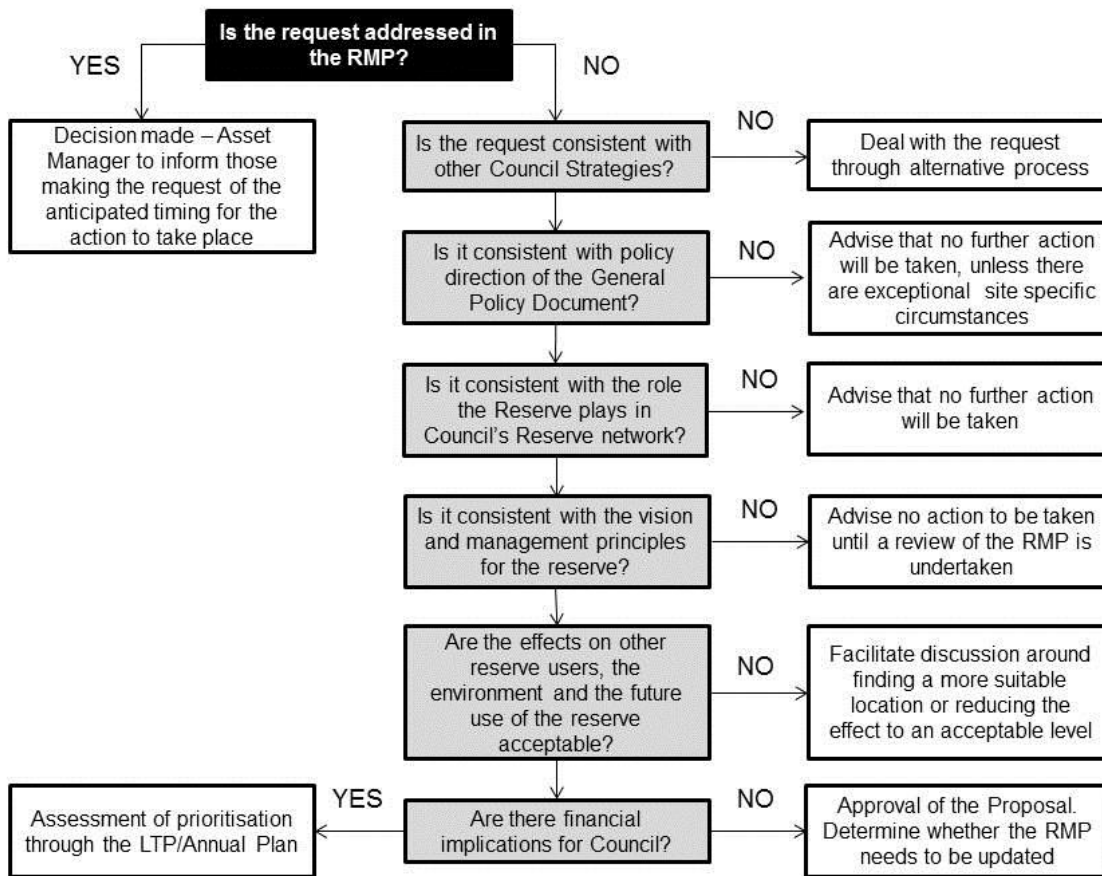 Is the request addressed in
the RMP?
YES
NO
Decision made – Asset
Manager to inform those
making the request of the
anticipated timing for the
action to take place
Is the request consistent with
other Council Strategies?
NO
Deal with the request
through alternative process
Is it consistent with policy
direction of the General
Policy Document?
NO
Advise that no further action
will be taken, unless there
are exceptional site specific
circumstances
Is it consistent with the role
the Reserve plays in
Council's Reserve network?
NO
Advise that no further action
will be taken
Is it consistent with the vision
and management principles
for the reserve?
NO
Advise no action to be taken
until a review of the RMP is
undertaken
Are the effects on other
reserve users, the
environment and the future
use of the reserve
acceptable?
NO
Facilitate discussion around
finding a more suitable
location or reducing the
effect to an acceptable level
Are there financial
implications for Council?
YES
Assessment of prioritisation
through the LTP/Annual Plan
NO
Approval of the Proposal.
Determine whether the RMP
needs to be updated